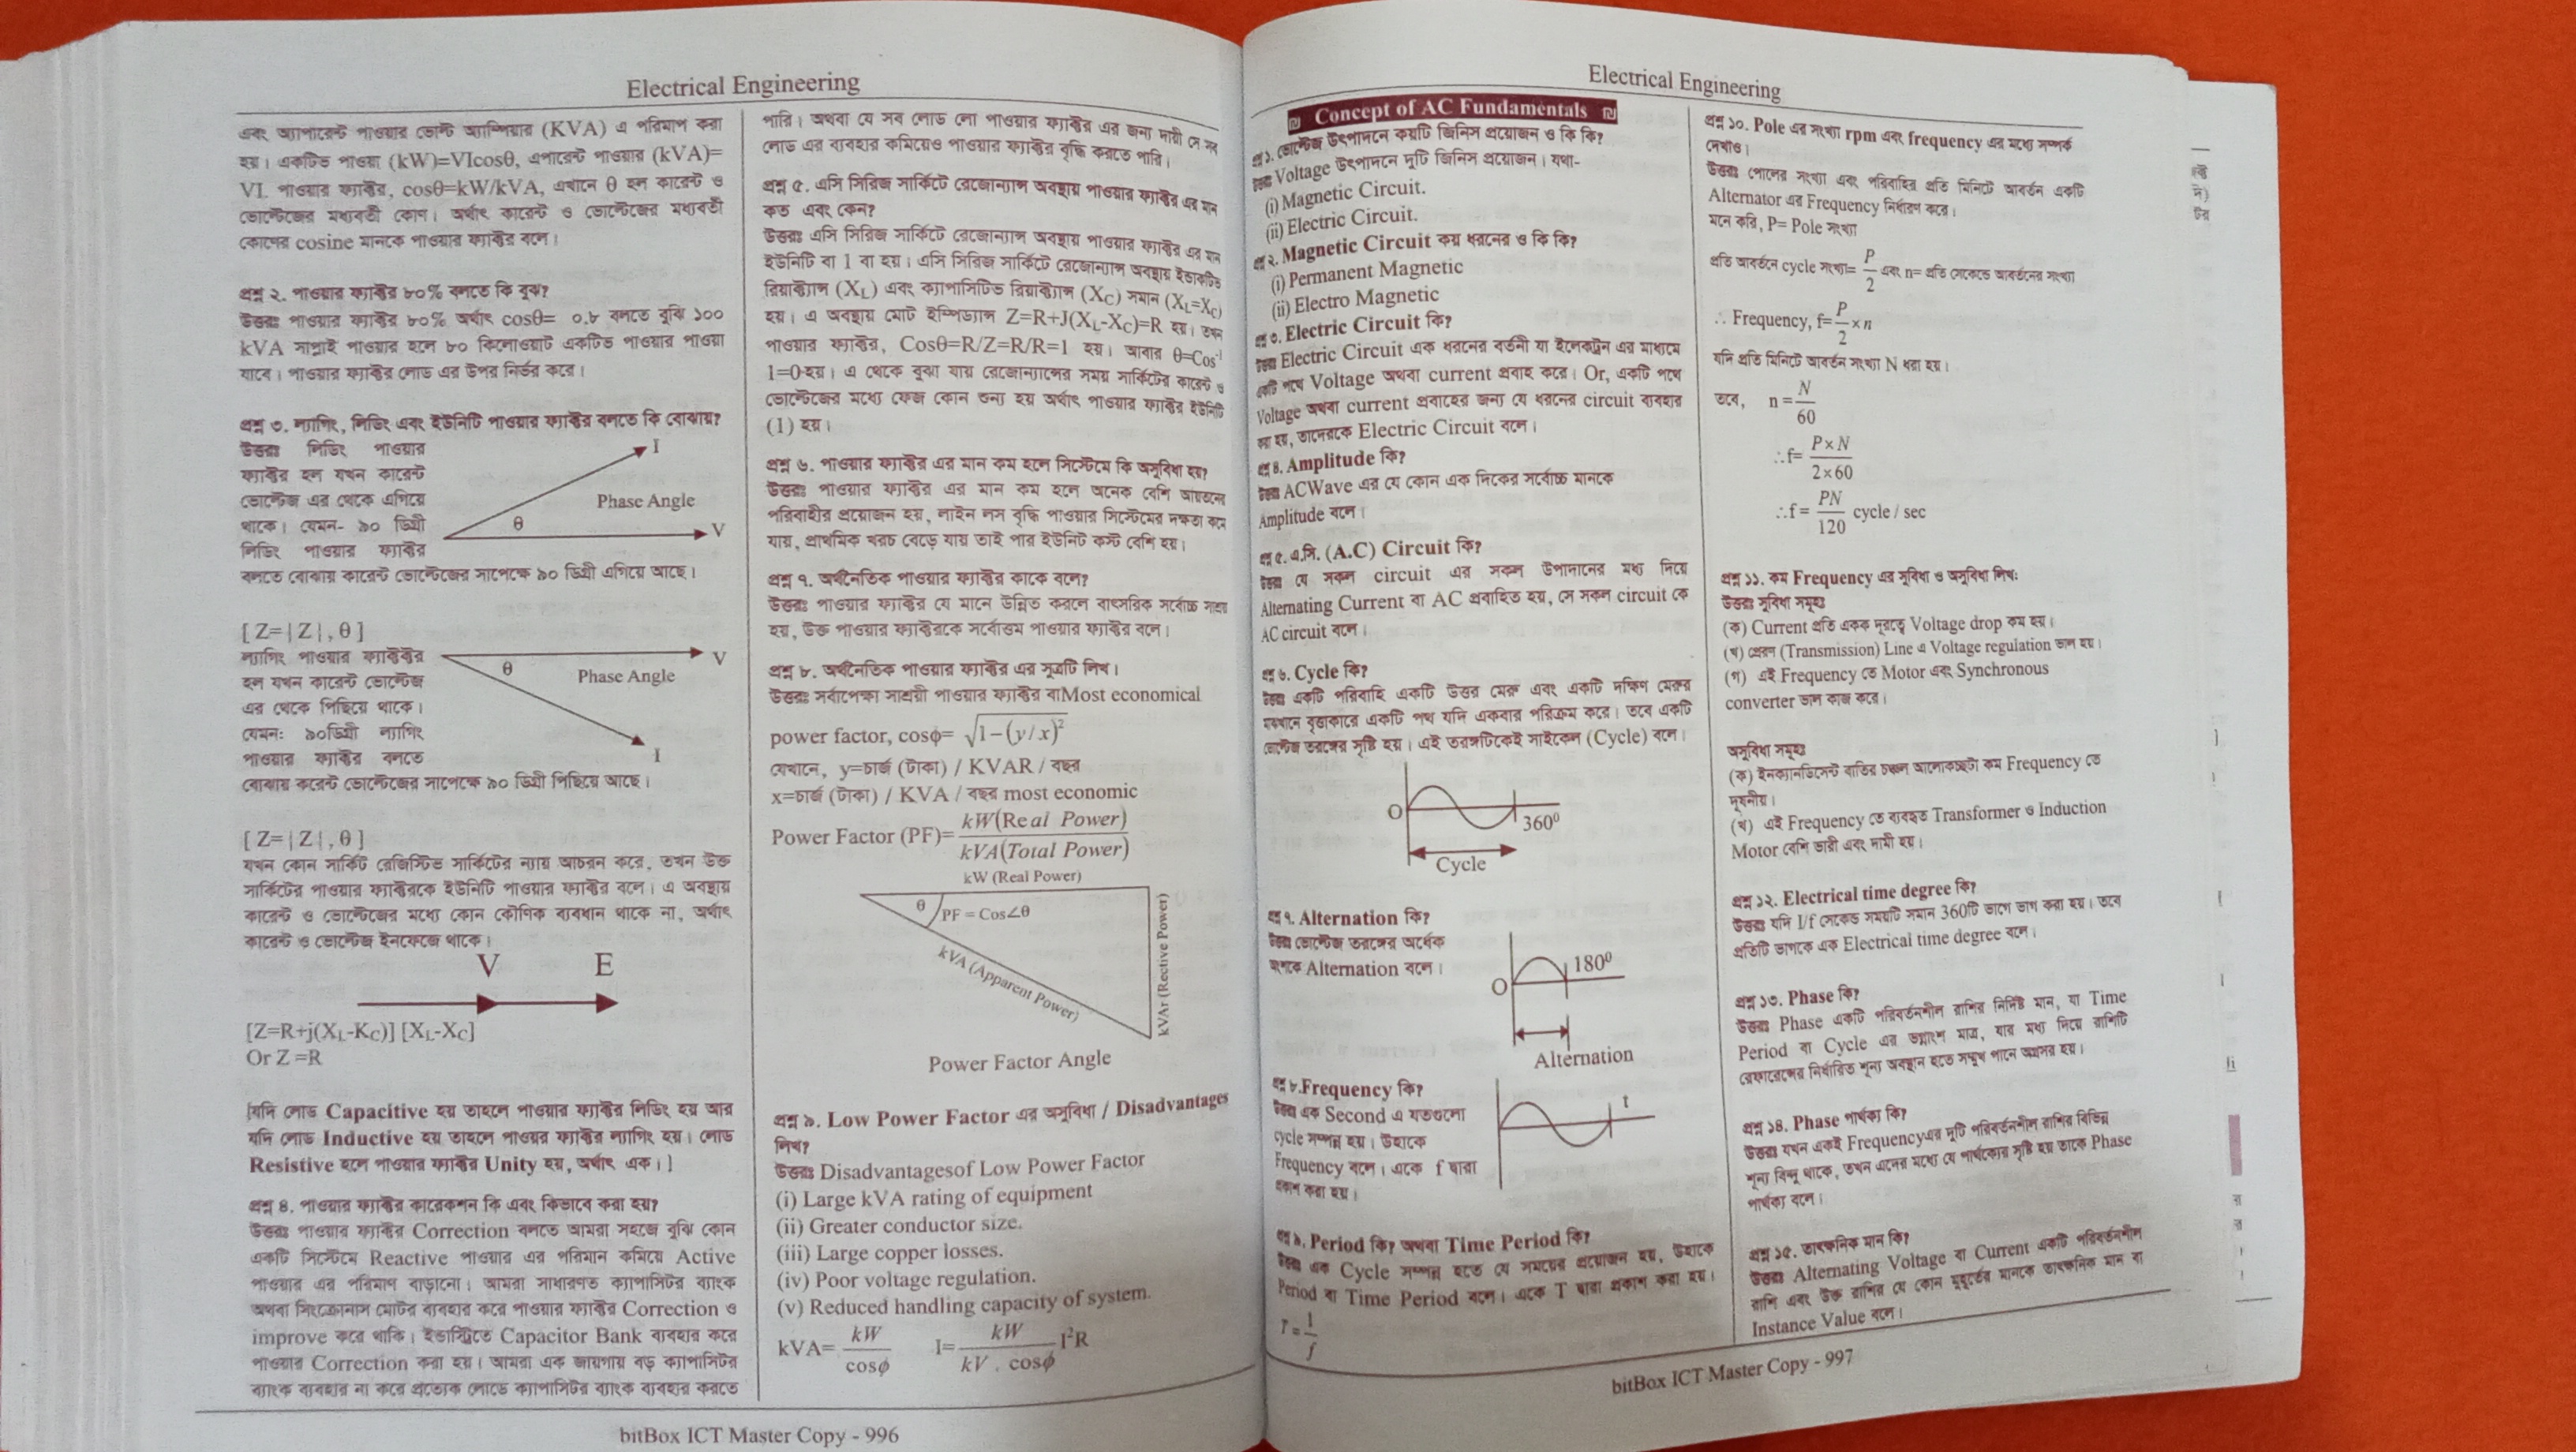 Electrical Engineering
এবং অ্যাপারেন্ট পাওয়ার ভোল্ট অ্যাম্পিয়ার (KVA) এ পরিমাপ করা
হয়। একটিভ পাওয়া (kW)=VIcosθ, এপারেন্ট পাওয়ার (kVA)=
VI. পাওয়ার ফ্যাক্টর, cosθ=kW/kVA, এখানে θ হল কারেন্ট ও
ভোল্টেজের মধ্যবর্তী কোণ। অর্থাৎ কারেন্ট ও ভোল্টেজের মধ্যবর্তী
কোণের cosine মানকে পাওয়ার ফ্যাক্টর বলে।
প্রশ্ন ২. পাওয়ার ফ্যাক্টর ৮০% বলতে কি বুঝ?
উত্তরঃ পাওয়ার ফ্যাক্টর ৮০% অর্থাৎ cosθ= ০.৮ বলতে বুঝি ১০০
kVA সাপ্লাই পাওয়ার হলে ৮০ কিলোওয়াট একটিভ পাওয়ার পাওয়া
যাবে। পাওয়ার ফ্যাক্টর লোড এর উপর নির্ভর করে।
প্রশ্ন ৩. ল্যাগিং, লিডিং এবং ইউনিটি পাওয়ার ফ্যাক্টর বলতে কি বোঝায়?
উত্তরঃ লিডিং পাওয়ার
ফ্যাক্টর হল যখন কারেন্ট
ভোল্টেজ এর থেকে এগিয়ে
থাকে। যেমন- ৯০ ডিগ্রী
লিডিং পাওয়ার ফ্যাক্টর
বলতে বোঝায় কারেন্ট ভোল্টেজের সাপেক্ষে ৯০ ডিগ্রী এগিয়ে আছে।
I
Phase Angle
θ
V
[ Z=| Z| , θ ]
ল্যাগিং পাওয়ার ফ্যাক্টর
হল যখন কারেন্ট ভোল্টেজ
এর থেকে পিছিয়ে থাকে।
যেমন: ৯০ডিগ্রী ল্যাগিং
পাওয়ার ফ্যাক্টর বলতে
বোঝায় কারেন্ট ভোল্টেজের সাপেক্ষে ৯০ ডিগ্রী পিছিয়ে আছে।
V
θ
Phase Angle
I
[ Z=| Z| , θ ]
যখন কোন সার্কিট রেজিস্টিভ সার্কিটের ন্যায় আচরন করে, তখন উক্ত
সার্কিটের পাওয়ার ফ্যাক্টরকে ইউনিটি পাওয়ার ফ্যাক্টর বলে। এ অবস্থায়
কারেন্ট ও ভোল্টেজের মধ্যে কোন কৌণিক ব্যবধান থাকে না, অর্থাৎ
কারেন্ট ও ভোল্টেজ ইনফেজে থাকে।
V E
[Z=R+j(XL-KC)] [XL-XC]
Or Z =R
[যদি লোড Capacitive হয় তাহলে পাওয়ার ফ্যাক্টর লিডিং হয় আর
যদি লোড Inductive হয় তাহলে পাওয়র ফ্যাক্টর ল্যাগিং হয়। লোড
Resistive হলে পাওয়ার ফ্যাক্টর Unity হয়, অর্থাৎ এক। ]
প্রশ্ন ৪. পাওয়ার ফ্যাক্টর কারেকশন কি এবং কিভাবে করা হয়?
উত্তরঃ পাওয়ার ফ্যাক্টর Correction বলতে আমরা সহজে বুঝি কোন
একটি সিস্টেমে Reactive পাওয়ার এর পরিমান কমিয়ে Active
পাওয়ার এর পরিমাণ বাড়ানো। আমরা সাধারণত ক্যাপাসিটর ব্যাংক
অথবা সিংক্রোনাস মোটর ব্যবহার করে পাওয়ার ফ্যাক্টর Correction ও
improve করে থাকি। ইন্ডাস্ট্রিতে Capacitor Bank ব্যবহার করে
পাওয়ার Correction করা হয়। আমরা এক জায়গায় বড় ক্যাপাসিটর
ব্যাংক ব্যবহার না করে প্রত্যেক লোডে ক্যাপাসিটর ব্যাংক ব্যবহার করতে
পারি। অথবা যে সব লোড লো পাওয়ার ফ্যাক্টর এর জন্য দায়ী সে সব
লোড এর ব্যবহার কমিয়েও পাওয়ার ফ্যাক্টর বৃদ্ধি করতে পারি।
প্রশ্ন ৫. এসি সিরিজ সার্কিটে রেজোন্যান্স অবস্থায় পাওয়ার ফ্যাক্টর এর মান
কত এবং কেন?
উত্তরঃ এসি সিরিজ সার্কিটে রেজোন্যান্স অবস্থায় পাওয়ার ফ্যাক্টর এর মান
ইউনিটি বা 1 বা হয়। এসি সিরিজ সার্কিটে রেজোন্যান্স অবস্থায় ইন্ডাকটিভ
রিয়াক্ট্যান্স (XL) এবং ক্যাপাসিটিভ রিয়াক্ট্যান্স (XC) সমান (XL=XC)
হয়। এ অবস্থায় মোট ইম্পিড্যান্স Z=R+J(XL-XC)=R হয়। তখন
পাওয়ার ফ্যাক্টর, Cosθ=R/Z=R/R=1 হয়। আবার θ=Cos-1
1=0হয়। এ থেকে বুঝা যায় রেজোন্যান্সের সময় সার্কিটের কারেন্ট ও
ভোল্টেজের মধ্যে ফেজ কোন শুন্য হয় অর্থাৎ পাওয়ার ফ্যাক্টর ইউনিটি
(1) হয়।
প্রশ্ন ৬. পাওয়ার ফ্যাক্টর এর মান কম হলে সিস্টেমে কি অসুবিধা হয়?
উত্তরঃ পাওয়ার ফ্যাক্টর এর মান কম হলে অনেক বেশি আয়তনের
পরিবাহীর প্রয়োজন হয়, লাইন লস বৃদ্ধি পাওয়ার সিস্টেমের দক্ষতা কমে
যায়, প্রাথমিক খরচ বেড়ে যায় তাই পার ইউনিট কস্ট বেশি হয়।
প্রশ্ন ৭. অর্থনৈতিক পাওয়ার ফ্যাক্টর কাকে বলে?
উত্তরঃ পাওয়ার ফ্যাক্টর যে মানে উন্নিত করলে বাৎসরিক সর্বোচ্চ সাশ্রয়
হয়, উক্ত পাওয়ার ফ্যাক্টরকে সর্বোত্তম পাওয়ার ফ্যাক্টর বলে।
প্রশ্ন ৮. অর্থনৈতিক পাওয়ার ফ্যাক্টর এর সূত্রটি লিখ।
উত্তরঃ সর্বাপেক্ষা সাশ্রয়ী পাওয়ার ফ্যাক্টর বাMost economical
power factor, cosϕ= √1−(y/x)²
যেখানে, y=চার্জ (টাকা) / KVAR / বছর
x=চার্জ (টাকা) / KVA / বছর most economic
Power Factor (PF)= kW(Real Power)
kVA(Total Power)
kW (Real Power)
θ PF = Cos∠θ
kVA (Apparent Power)
kVAr (Rective Power)
Power Factor Angle
প্রশ্ন ৯. Low Power Factor এর অসুবিধা / Disadvantages
লিখ?
উত্তরঃ Disadvantagesof Low Power Factor
(i) Large kVA rating of equipment
(ii) Greater conductor size.
(iii) Large copper losses.
(iv) Poor voltage regulation.
(v) Reduced handling capacity of system.
kVA= kW I= kW I²R
cosϕ kV . cosϕ
bitBox ICT Master Copy - 996
Electrical Engineering
Concept of AC Fundamentals
প্রশ্ন ১. ভোল্টেজ উৎপাদনে কয়টি জিনিস প্রয়োজন ও কি কি?
উত্তরঃ Voltage উৎপাদনে দুটি জিনিস প্রয়োজন। যথা-
(i) Magnetic Circuit.
(ii) Electric Circuit.
প্রশ্ন ২. Magnetic Circuit কয় ধরনের ও কি কি?
(i) Permanent Magnetic
(ii) Electro Magnetic
প্রশ্ন ৩. Electric Circuit কি?
উত্তরঃ Electric Circuit এক ধরনের বর্তনী যা ইলেকট্রন এর মাধ্যমে
একটি পথে Voltage অথবা current প্রবাহ করে। Or, একটি পথে
Voltage অথবা current প্রবাহের জন্য যে ধরনের circuit ব্যবহার
করা হয়, তাদেরকে Electric Circuit বলে।
প্রশ্ন ৪. Amplitude কি?
উত্তরঃ ACWave এর যে কোন এক দিকের সর্বোচ্চ মানকে
Amplitude বলে।
প্রশ্ন ৫. এ.সি. (A.C) Circuit কি?
উত্তরঃ যে সকল circuit এর সকল উপাদানের মধ্য দিয়ে
Alternating Current বা AC প্রবাহিত হয়, সে সকল circuit কে
AC circuit বলে।
প্রশ্ন ৬. Cycle কি?
উত্তরঃ একটি পরিবাহি একটি উত্তর মেরু এবং একটি দক্ষিণ মেরুর
মধ্যখানে বৃত্তাকারে একটি পথ যদি একবার পরিক্রম করে। তবে একটি
ভোল্টেজ তরঙ্গের সৃষ্টি হয়। এই তরঙ্গটিকেই সাইকেল (Cycle) বলে।
O 360⁰
Cycle
প্রশ্ন ৭. Alternation কি?
উত্তরঃ ভোল্টেজ তরঙ্গের অর্ধেক
অংশকে Alternation বলে।
180⁰
O
Alternation
প্রশ্ন ৮.Frequency কি?
উত্তরঃ এক Second এ যতগুলো
cycle সম্পন্ন হয়। উহাকে
Frequency বলে। একে f দ্বারা
প্রকাশ করা হয়।
t
প্রশ্ন ৯. Period কি? অথবা Time Period কি?
উত্তরঃ এক Cycle সম্পন্ন হতে যে সময়ের প্রয়োজন হয়, উহাকে
Period বা Time Period বলে। একে T দ্বারা প্রকাশ করা হয়।
T = 1
f
প্রশ্ন ১০. Pole এর সংখ্যা rpm এবং frequency এর মধ্যে সম্পর্ক
দেখাও।
উত্তরঃ পোলের সংখ্যা এবং পরিবাহির প্রতি মিনিটে আবর্তন একটি
Alternator এর Frequency নির্ধারণ করে।
মনে করি, P= Pole সংখ্যা
প্রতি আবর্তনে cycle সংখ্যা= P/2 এবং n= প্রতি সেকেন্ডে আবর্তনের সংখ্যা
∴ Frequency, f= P/2 ×n
যদি প্রতি মিনিটে আবর্তন সংখ্যা N ধরা হয়।
তবে, n= N/60
∴f= P×N
2×60
∴f = PN/120 cycle / sec
প্রশ্ন ১১. কম Frequency এর সুবিধা ও অসুবিধা লিখ:
উত্তরঃ সুবিধা সমূহঃ
(ক) Current প্রতি একক দূরত্বে Voltage drop কম হয়।
(খ) প্রেরণ (Transmission) Line এ Voltage regulation ভাল হয়।
(গ) এই Frequency তে Motor এবং Synchronous
converter ভাল কাজ করে।
অসুবিধা সমূহঃ
(ক) ইনক্যানডিসেন্ট বাতির চঞ্চল আলোকচ্ছটা কম Frequency তে
দূষনীয়।
(খ) এই Frequency তে ব্যবহৃত Transformer ও Induction
Motor বেশি ভারী এবং দামী হয়।
প্রশ্ন ১২. Electrical time degree কি?
উত্তরঃ যদি I/f সেকেন্ড সময়টি সমান 360টি ভাগে ভাগ করা হয়। তবে
প্রতিটি ভাগকে এক Electrical time degree বলে।
প্রশ্ন ১৩. Phase কি?
উত্তরঃ Phase একটি পরিবর্তনশীল রাশির নির্দিষ্ট মান, যা Time
Period বা Cycle এর ভগ্নাংশ মাত্র, যার মধ্য দিয়ে রাশিটি
রেফারেন্সের নির্ধারিত শূন্য অবস্থান হতে সম্মুখ পানে অগ্রসর হয়।
প্রশ্ন ১৪. Phase পার্থক্য কি?
উত্তরঃ যখন একই Frequencyএর দুটি পরিবর্তনশীল রাশির বিভিন্ন
শূন্য বিন্দু থাকে, তখন এদের মধ্যে যে পার্থক্যের সৃষ্টি হয় তাকে Phase
পার্থক্য বলে।
প্রশ্ন ১৫. তাৎক্ষনিক মান কি?
উত্তরঃ Alternating Voltage বা Current একটি পরিবর্তনশীল
রাশি এবং উক্ত রাশির যে কোন মুহূর্তের মানকে তাৎক্ষনিক মান বা
Instance Value বলে।
bitBox ICT Master Copy - 997